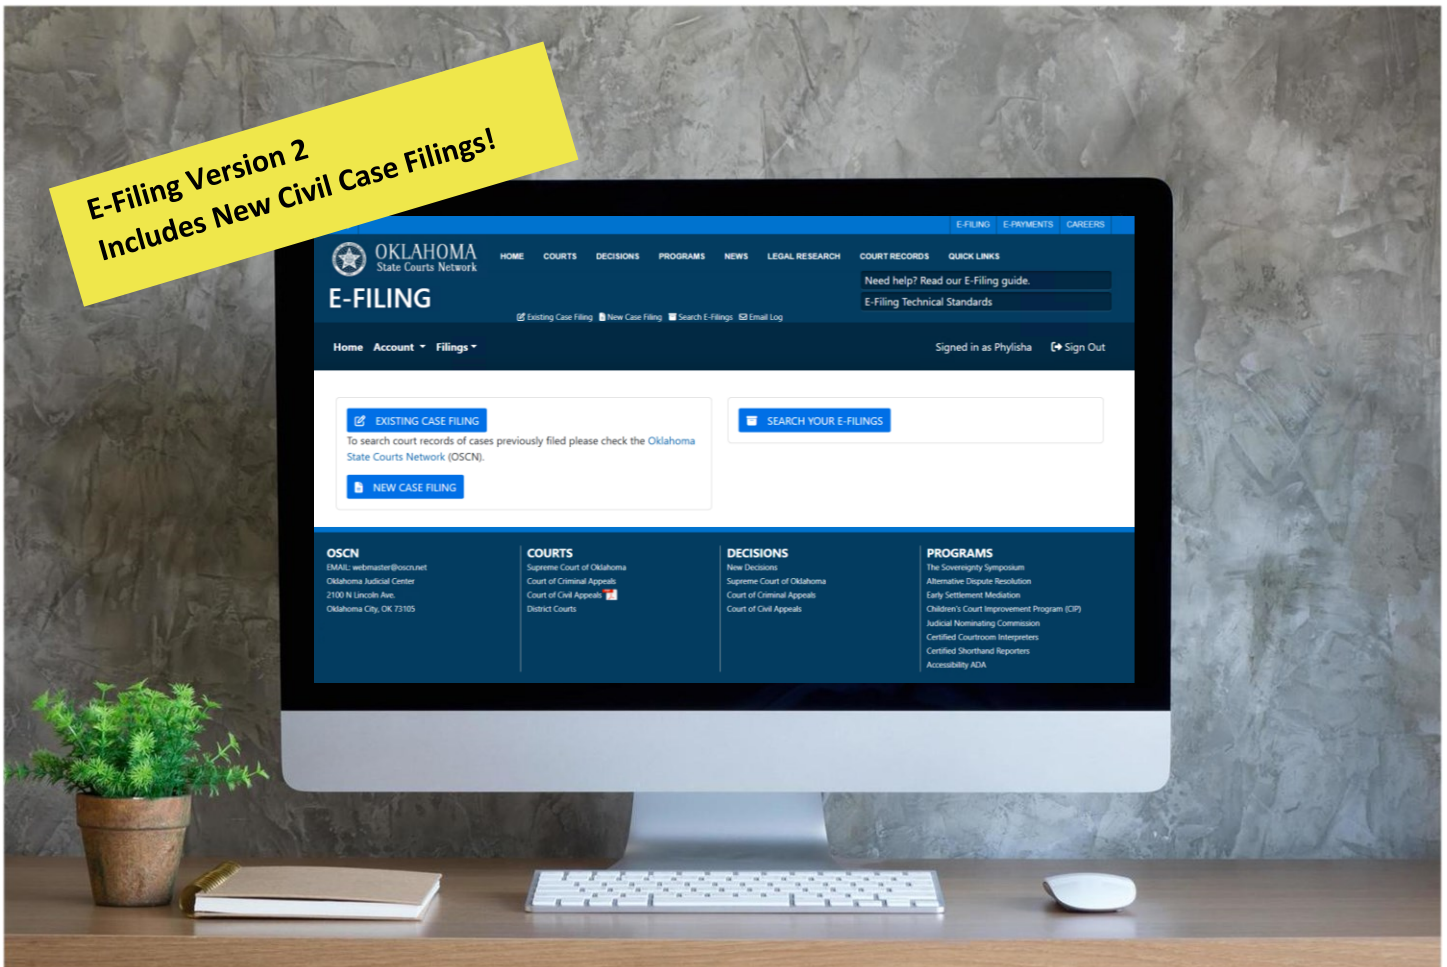 E-Filing Version 2
Includes New Civil Case Filings!
E-FILING E-PAYMENTS CAREERS
OKLAHOMA
State Courts Network
HOME COURTS DECISIONS PROGRAMS NEWS LEGAL RESEARCH COURT RECORDS QUICK LINKS
Need help? Read our E-Filing guide.
E-FILING
E-Filing Technical Standards
Existing Case Filing New Case Filing Search E-Filings Email Log
Home Account Filings
Signed in as Phylisha Sign Out
EXISTING CASE FILING
To search court records of cases previously filed please check the Oklahoma
State Courts Network (OSCN).
NEW CASE FILING
SEARCH YOUR E-FILINGS
OSCN
EMAIL: webmaster@oscn.net
Oklahoma Judicial Center
2100 N Lincoln Ave.
Oklahoma City, OK 73105
COURTS
Supreme Court of Oklahoma
Court of Criminal Appeals
Court of Civil Appeals
District Courts
DECISIONS
New Decisions
Supreme Court of Oklahoma
Court of Criminal Appeals
Court of Civil Appeals
PROGRAMS
The Sovereignty Symposium
Alternative Dispute Resolution
Early Settlement Mediation
Children's Court Improvement Program (CIP)
Judicial Nominating Commission
Certified Courtroom Interpreters
Certified Shorthand Reporters
Accessibility ADA